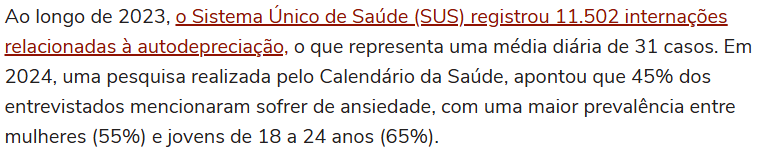 Ao longo de 2023, o Sistema Único de Saúde (SUS) registrou 11.502 internações
relacionadas à autodepreciação, o que representa uma média diária de 31 casos. Em
2024, uma pesquisa realizada pelo Calendário da Saúde, apontou que 45% dos
entrevistados mencionaram sofrer de ansiedade, com uma maior prevalência entre
mulheres (55%) e jovens de 18 a 24 anos (65%).